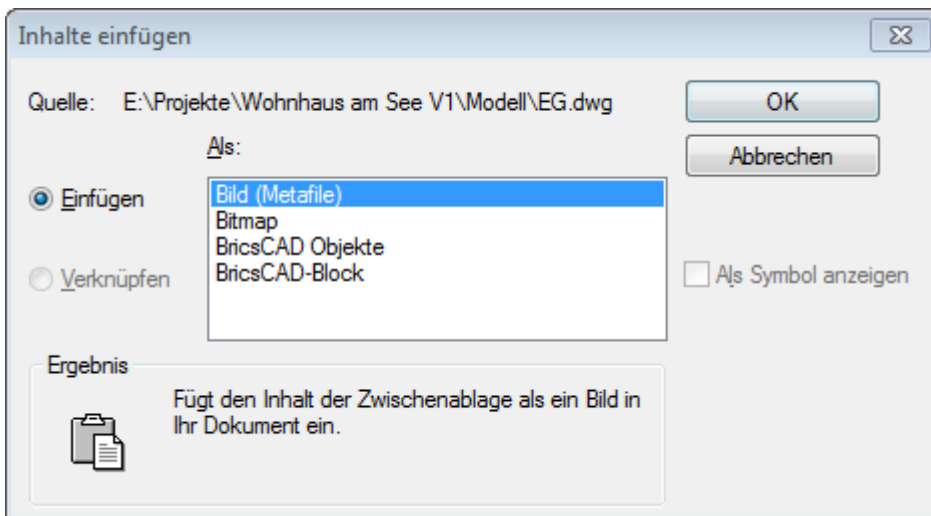 Inhalte einfügen
Quelle: E:\Projekte\Wohnhaus am See V1\Modell\EG.dwg
OK
Als:
Abbrechen
Einfügen
Bild (Metafile)
Bitmap
BricsCAD Objekte
BricsCAD-Block
Verknüpfen
Als Symbol anzeigen
Ergebnis
Fügt den Inhalt der Zwischenablage als ein Bild in
Ihr Dokument ein.